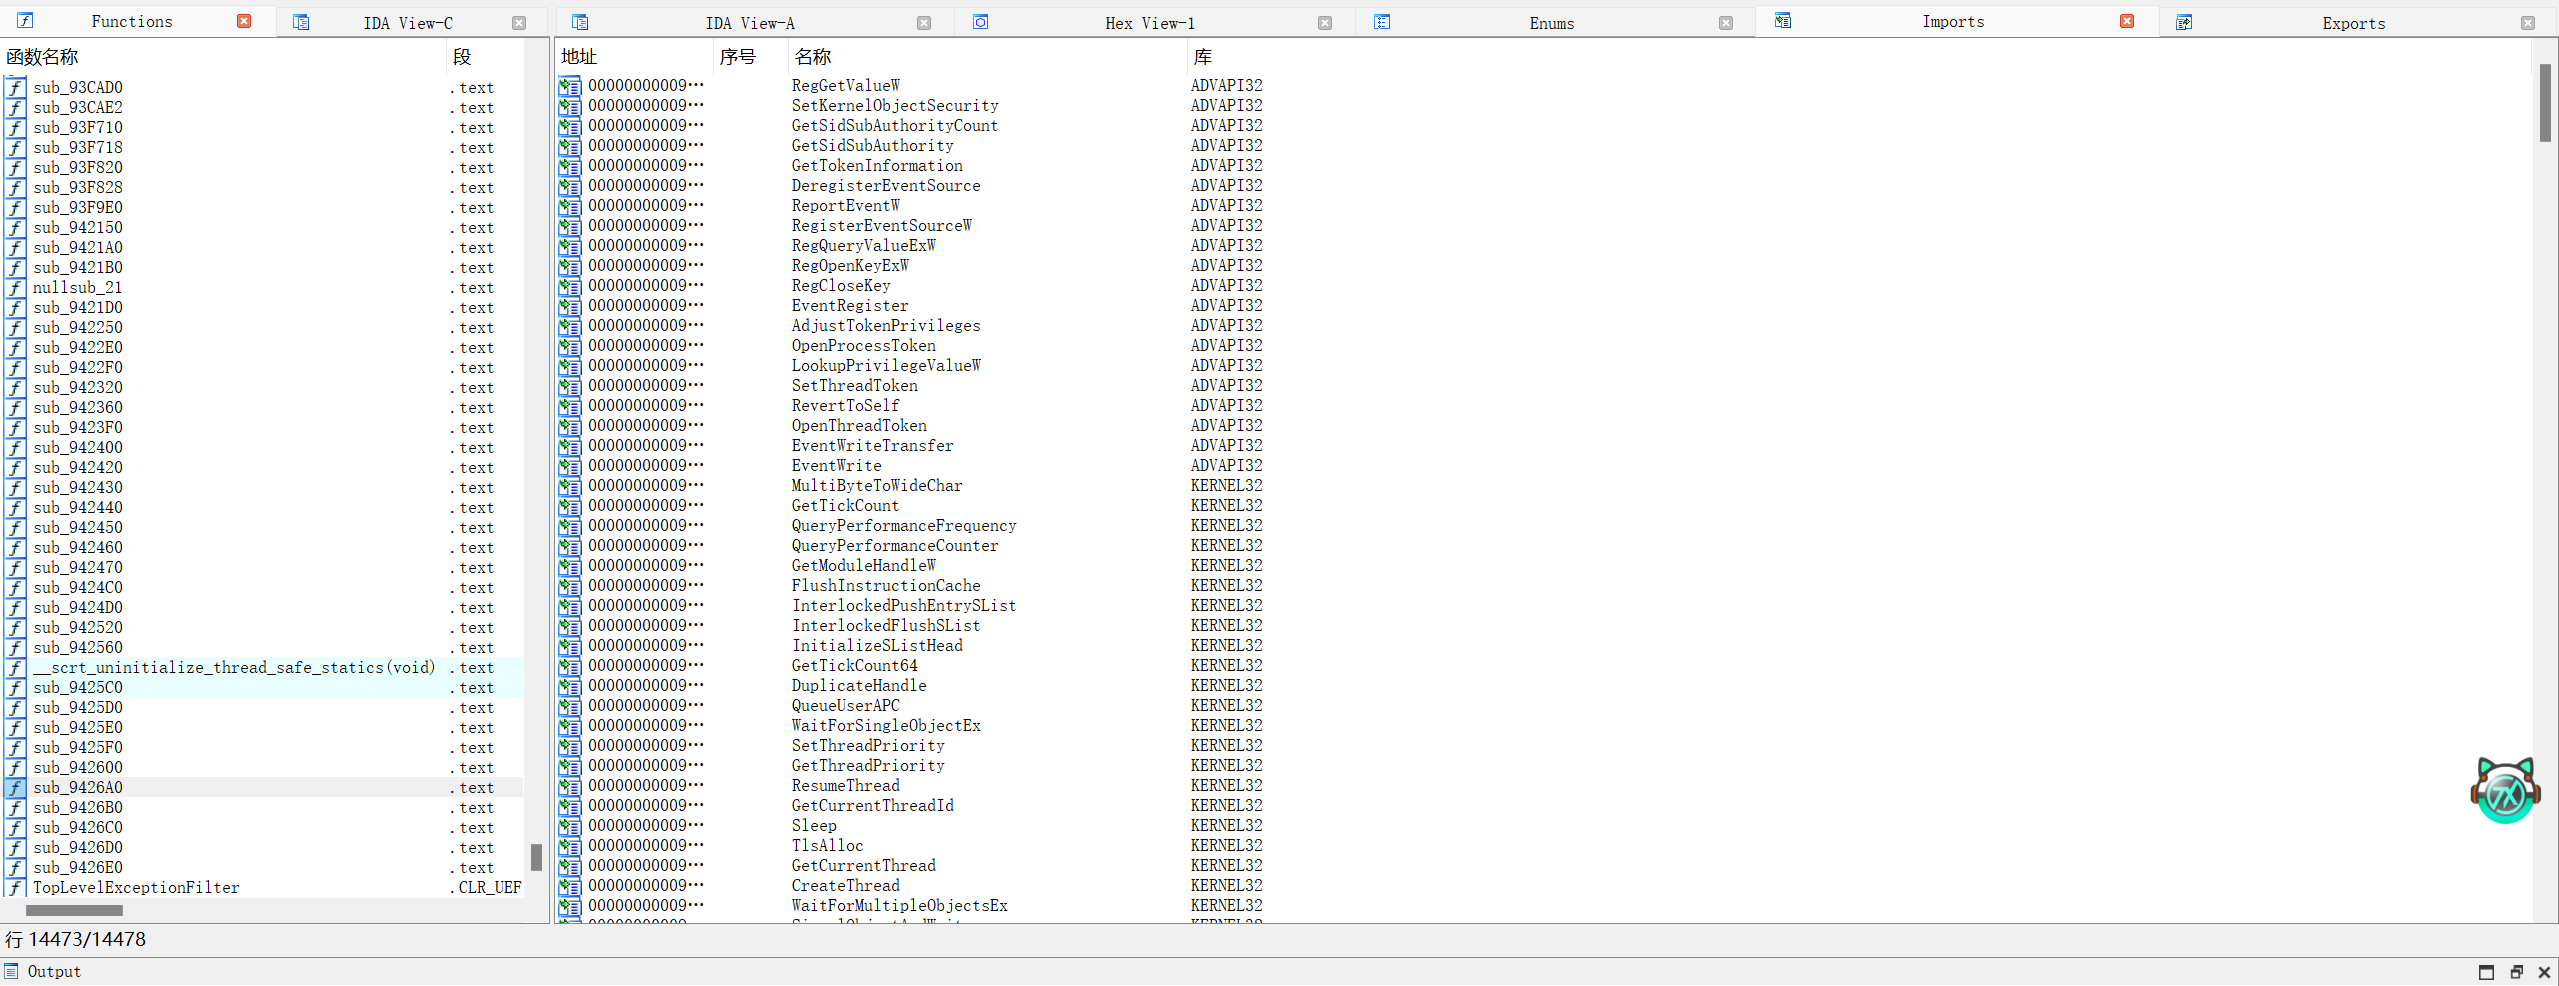 Functions
IDA View-C
IDA View-A
Hex View-1
Enums
Imports
Exports
函数名称 段
sub_93CAD0 .text
sub_93CAE2 .text
sub_93F710 .text
sub_93F718 .text
sub_93F820 .text
sub_93F828 .text
sub_93F9E0 .text
sub_942150 .text
sub_9421A0 .text
sub_9421B0 .text
nullsub_21 .text
sub_9421D0 .text
sub_942250 .text
sub_9422E0 .text
sub_9422F0 .text
sub_942320 .text
sub_942360 .text
sub_9423F0 .text
sub_942400 .text
sub_942420 .text
sub_942430 .text
sub_942440 .text
sub_942450 .text
sub_942460 .text
sub_942470 .text
sub_9424C0 .text
sub_9424D0 .text
sub_942520 .text
sub_942560 .text
__scrt_uninitialize_thread_safe_statics(void) .text
sub_9425C0 .text
sub_9425D0 .text
sub_9425E0 .text
sub_9425F0 .text
sub_942600 .text
sub_9426A0 .text
sub_9426B0 .text
sub_9426C0 .text
sub_9426D0 .text
sub_9426E0 .text
TopLevelExceptionFilter .CLR_UEF
行 14473/14478
地址 序号 名称 库
00000000009… RegGetValueW ADVAPI32
00000000009… SetKernelObjectSecurity ADVAPI32
00000000009… GetSidSubAuthorityCount ADVAPI32
00000000009… GetSidSubAuthority ADVAPI32
00000000009… GetTokenInformation ADVAPI32
00000000009… DeregisterEventSource ADVAPI32
00000000009… ReportEventW ADVAPI32
00000000009… RegisterEventSourceW ADVAPI32
00000000009… RegQueryValueExW ADVAPI32
00000000009… RegOpenKeyExW ADVAPI32
00000000009… RegCloseKey ADVAPI32
00000000009… EventRegister ADVAPI32
00000000009… AdjustTokenPrivileges ADVAPI32
00000000009… OpenProcessToken ADVAPI32
00000000009… LookupPrivilegeValueW ADVAPI32
00000000009… SetThreadToken ADVAPI32
00000000009… RevertToSelf ADVAPI32
00000000009… OpenThreadToken ADVAPI32
00000000009… EventWriteTransfer ADVAPI32
00000000009… EventWrite ADVAPI32
00000000009… MultiByteToWideChar KERNEL32
00000000009… GetTickCount KERNEL32
00000000009… QueryPerformanceFrequency KERNEL32
00000000009… QueryPerformanceCounter KERNEL32
00000000009… GetModuleHandleW KERNEL32
00000000009… FlushInstructionCache KERNEL32
00000000009… InterlockedPushEntrySList KERNEL32
00000000009… InterlockedFlushSList KERNEL32
00000000009… InitializeSListHead KERNEL32
00000000009… GetTickCount64 KERNEL32
00000000009… DuplicateHandle KERNEL32
00000000009… QueueUserAPC KERNEL32
00000000009… WaitForSingleObjectEx KERNEL32
00000000009… SetThreadPriority KERNEL32
00000000009… GetThreadPriority KERNEL32
00000000009… ResumeThread KERNEL32
00000000009… GetCurrentThreadId KERNEL32
00000000009… Sleep KERNEL32
00000000009… TlsAlloc KERNEL32
00000000009… GetCurrentThread KERNEL32
00000000009… CreateThread KERNEL32
00000000009… WaitForMultipleObjectsEx KERNEL32
Output